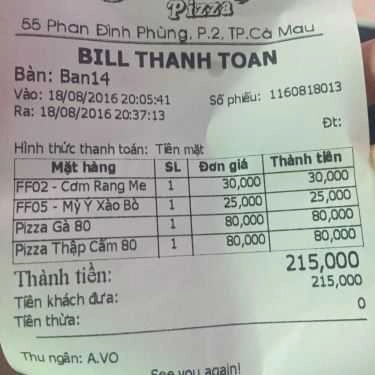 Pizza
55 Phan Đình Phùng, P.2, TP.Cà Mau
BILL THANH TOAN
Bàn: Ban14
Vào: 18/08/2016 20:05:41 Số phiếu: 1160818013
Ra: 18/08/2016 20:37:13 Đt:
Hình thức thanh toán: Tiền mặt
Mặt hàng SL Đơn giá Thành tiền
FF02 - Cơm Rang Me 1 30,000 30,000
FF05 - Mỳ Ý Xào Bò 1 25,000 25,000
Pizza Gà 80 1 80,000 80,000
Pizza Thập Cẩm 80 1 80,000 80,000
Thành tiền: 215,000
Tiền khách đưa: 215,000
Tiền thừa: 0
Thu ngân: A.VO
See you again!